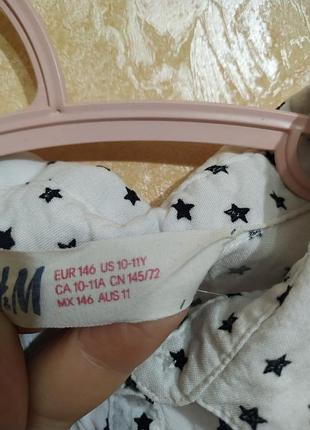 &M
EUR 146 US 10-11Y
CA 10-11A CN 145/72
MX 146 AUS 11